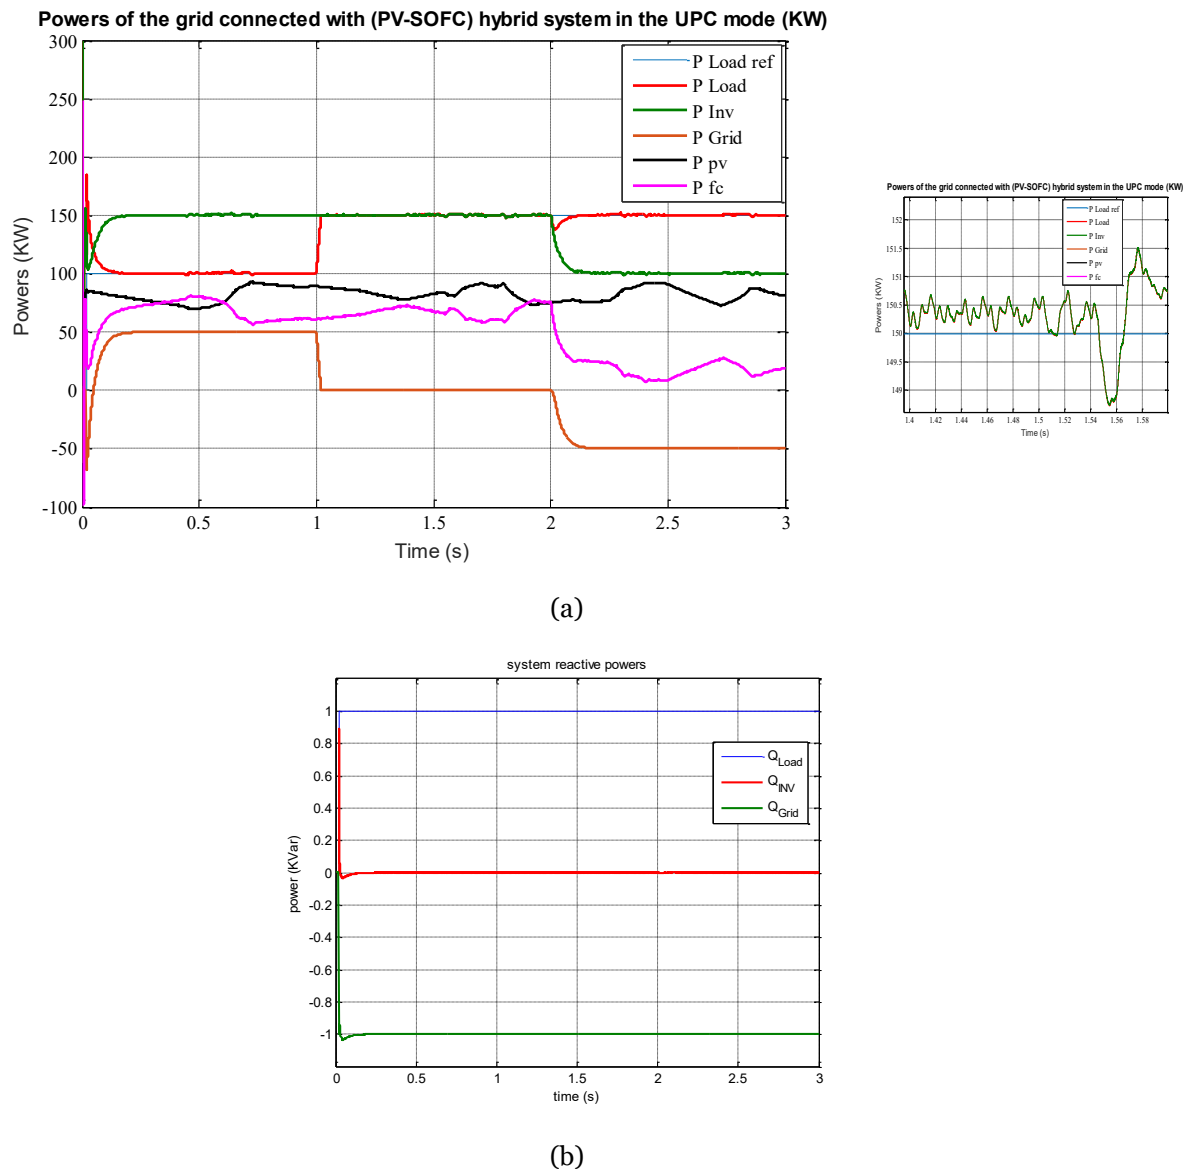 Powers of the grid connected with (PV-SOFC) hybrid system in the UPC mode (KW)
300
250
200
150
100
50
0
-50
-100
Powers (KW)
P Load ref
P Load
P Inv
P Grid
P pv
P fc
0
0.5
1
1.5
2
2.5
3
Time (s)
Powers of the grid connected with (PV-SOFC) hybrid system in the UPC mode (KW)
152
151.5
151
150.5
150
149.5
149
Powers (KW)
P Load ref
P Load
P Inv
P Grid
P pv
P fc
1.4
1.42
1.44
1.46
1.48
1.5
1.52
1.54
1.56
1.58
Time (s)
(a)
system reactive powers
1
0.8
0.6
0.4
0.2
0
-0.2
-0.4
-0.6
-0.8
-1
power (KVar)
Q_Load
Q_INV
Q_Grid
0
0.5
1
1.5
2
2.5
3
time (s)
(b)